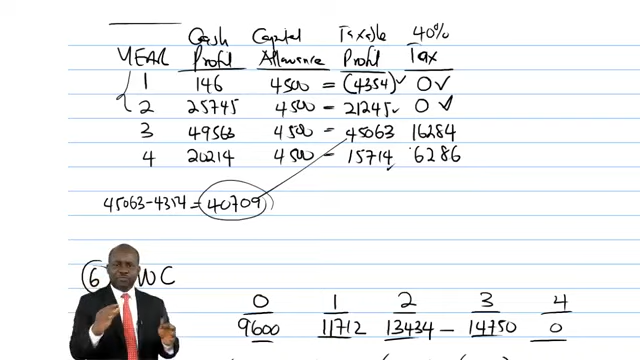 Cash Capital Taxable 40%
YEAR Profit Allowance Profit Tax
1 146 4500 = (4354) ✓ 0 ✓
2 25745 4500 = 21245 ✓ 0 ✓
3 49563 4500 = 45063 16284
4 20214 4500 = 15714 6286
45063-4354 = 40709
6 WC
0 1 2 3 4
9600 11712 13434 - 14750 0